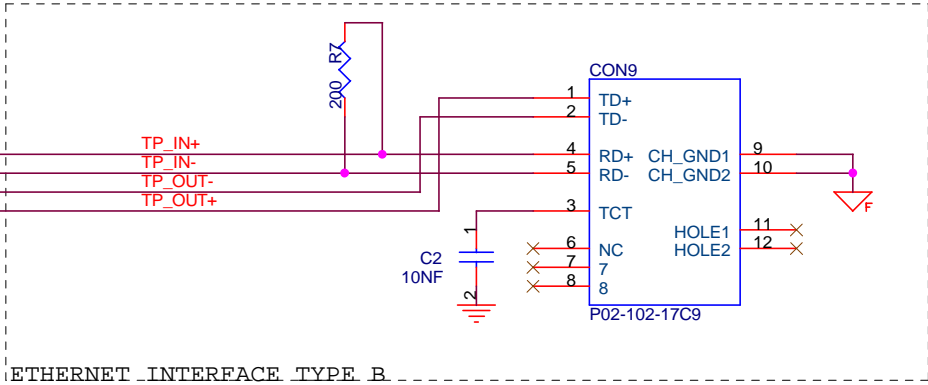 R7
200
CON9
1
TD+
2
TD-
TP_IN+
4
RD+
CH_GND1
9
TP_IN-
5
RD-
CH_GND2
10
TP_OUT-
TP_OUT+
3
TCT
F
1
HOLE1
11
C2
10NF
6
NC
HOLE2
12
7
7
2
8
8
P02-102-17C9
ETHERNET INTERFACE TYPE B